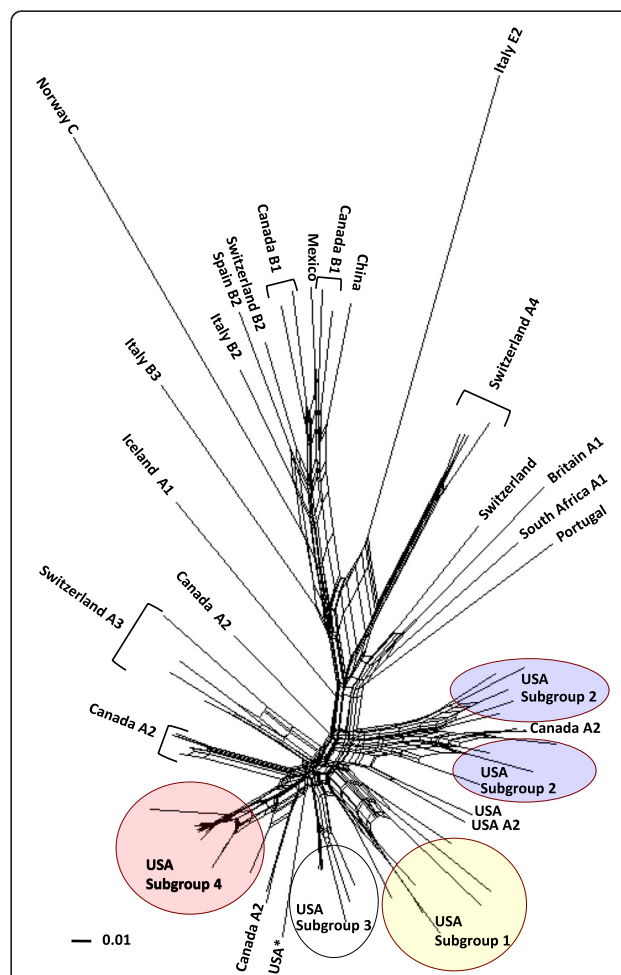 Italy E2
Norway C
Canada B1
Mexico
Canada B1
China
Switzerland B2
Spain B2
Italy B2
Italy B3
Switzerland A4
Iceland A1
Switzerland
Britain A1
South Africa A1
Portugal
Switzerland A3
Canada A2
USA
Subgroup 2
Canada A2
Canada A2
USA
Subgroup 2
USA
USA A2
USA
Subgroup 4
Canada A2
USA*
USA
Subgroup 3
USA
Subgroup 1
0.01